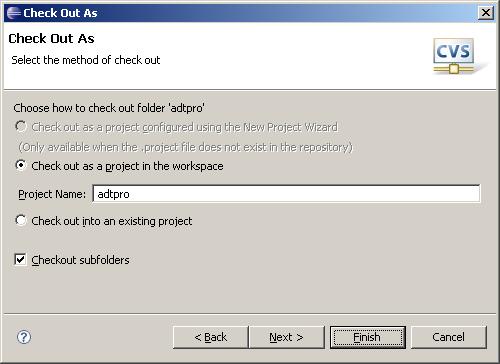 Check Out As
Check Out As
Select the method of check out
CVS
Choose how to check out folder 'adtpro'
Check out as a project configured using the New Project Wizard
(Only available when the .project file does not exist in the repository)
Check out as a project in the workspace
Project Name: adtpro
Check out into an existing project
Checkout subfolders
? < Back Next > Finish Cancel